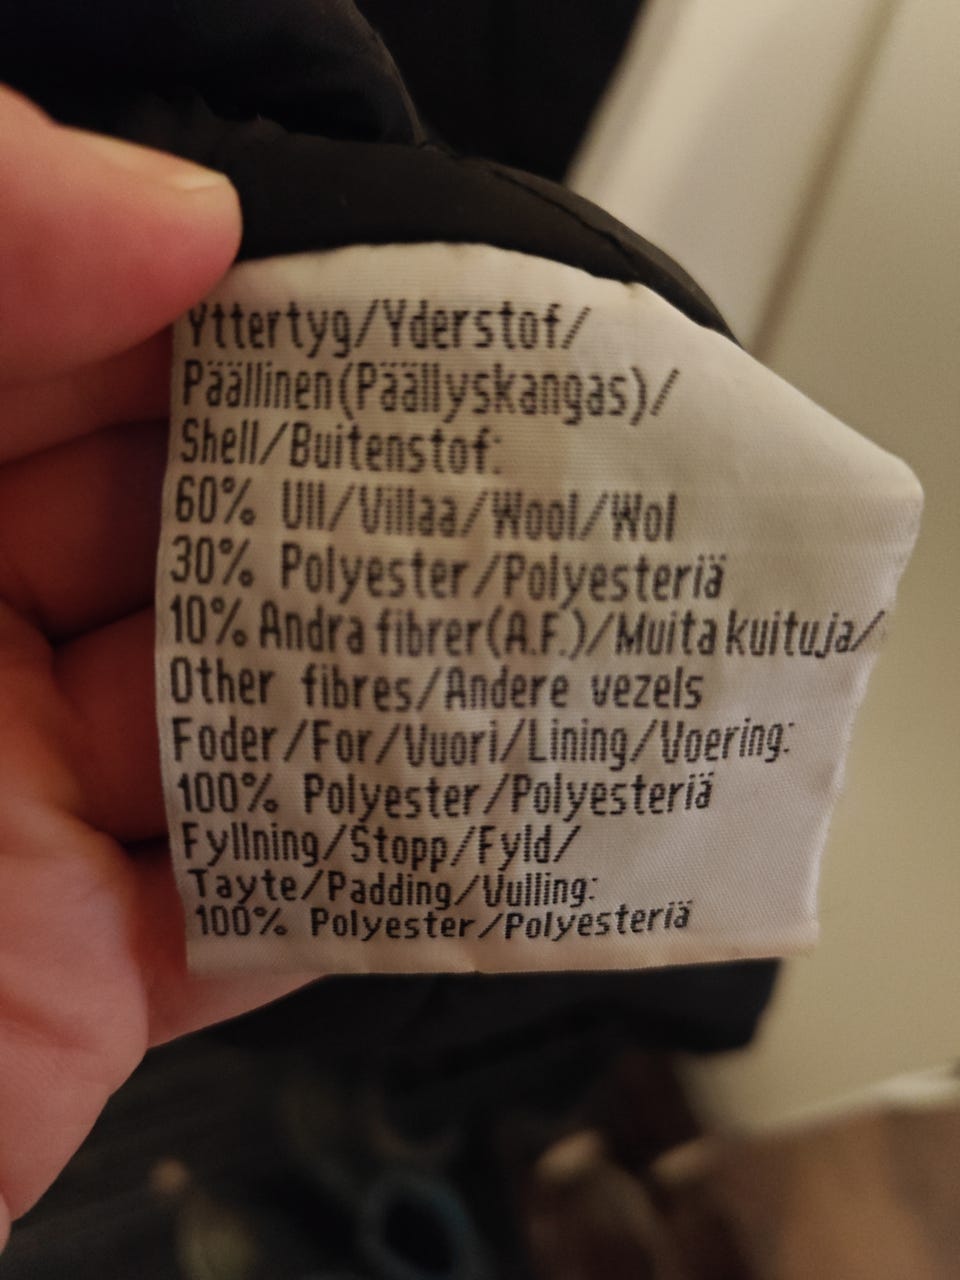 Yttertyg/Yderstof/
Päällinen(Päällyskangas)/
Shell/Buitenstof:
60% Ull/Villaa/Wool/Wol
30% Polyester/Polyesteriä
10% Andra fibrer(A.F.)/Muita kuituja/
Other fibres/Andere vezels
Foder/For/Vuori/Lining/Voering:
100% Polyester/Polyesteriä
Fyllning/Stopp/Fyld/
Täyte/Padding/Vulling:
100% Polyester/Polyesteriä